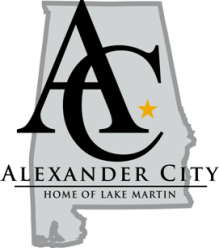 AC
ALEXANDER CITY
HOME OF LAKE MARTIN